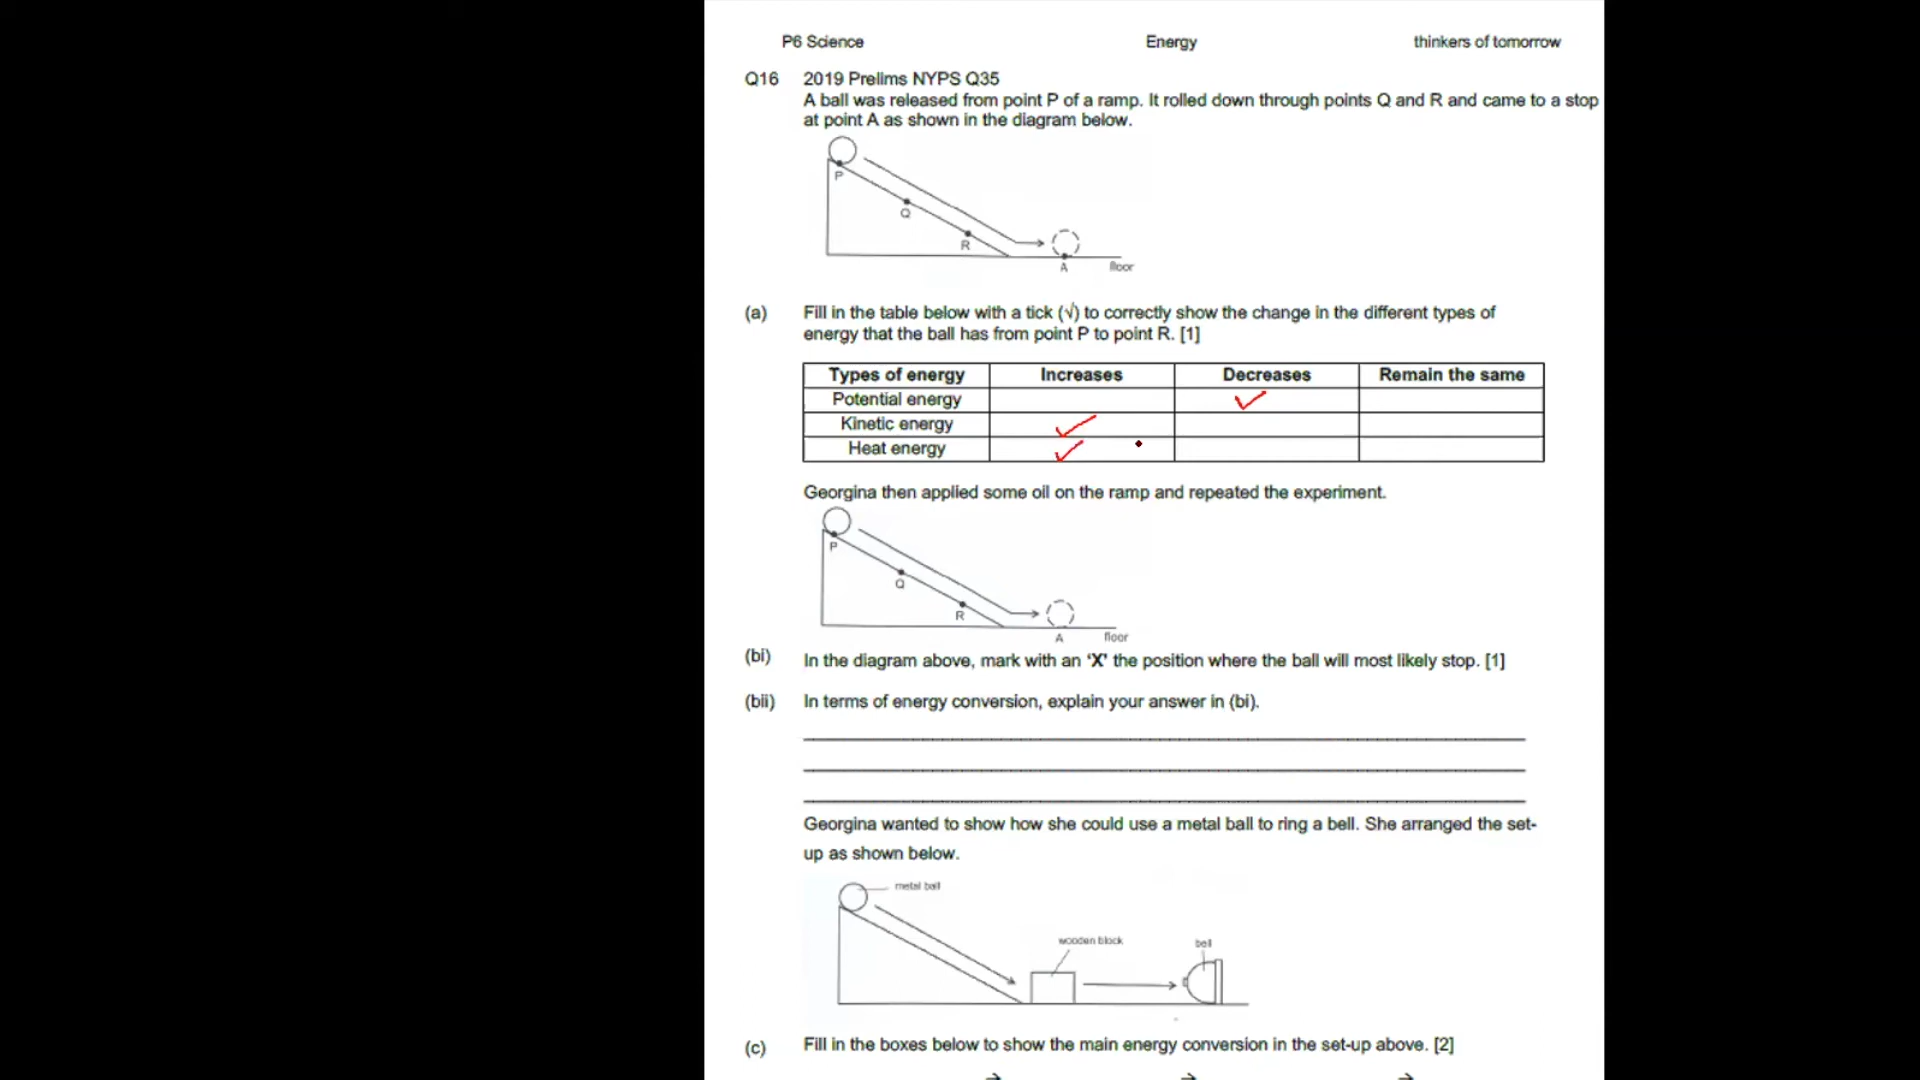 P6 Science Energy thinkers of tomorrow
Q16 2019 Prelims NYPS Q35
A ball was released from point P of a ramp. It rolled down through points Q and R and came to a stop
at point A as shown in the diagram below.
P
Q
R
A floor
(a) Fill in the table below with a tick (√) to correctly show the change in the different types of
energy that the ball has from point P to point R. [1]
Types of energy Increases Decreases Remain the same
Potential energy ✓
Kinetic energy ✓
Heat energy ✓
Georgina then applied some oil on the ramp and repeated the experiment.
P
Q
R
A floor
(bi) In the diagram above, mark with an ‘X’ the position where the ball will most likely stop. [1]
(bii) In terms of energy conversion, explain your answer in (bi).
Georgina wanted to show how she could use a metal ball to ring a bell. She arranged the set-
up as shown below.
metal ball
wooden block bell
(c) Fill in the boxes below to show the main energy conversion in the set-up above. [2]
→ → →